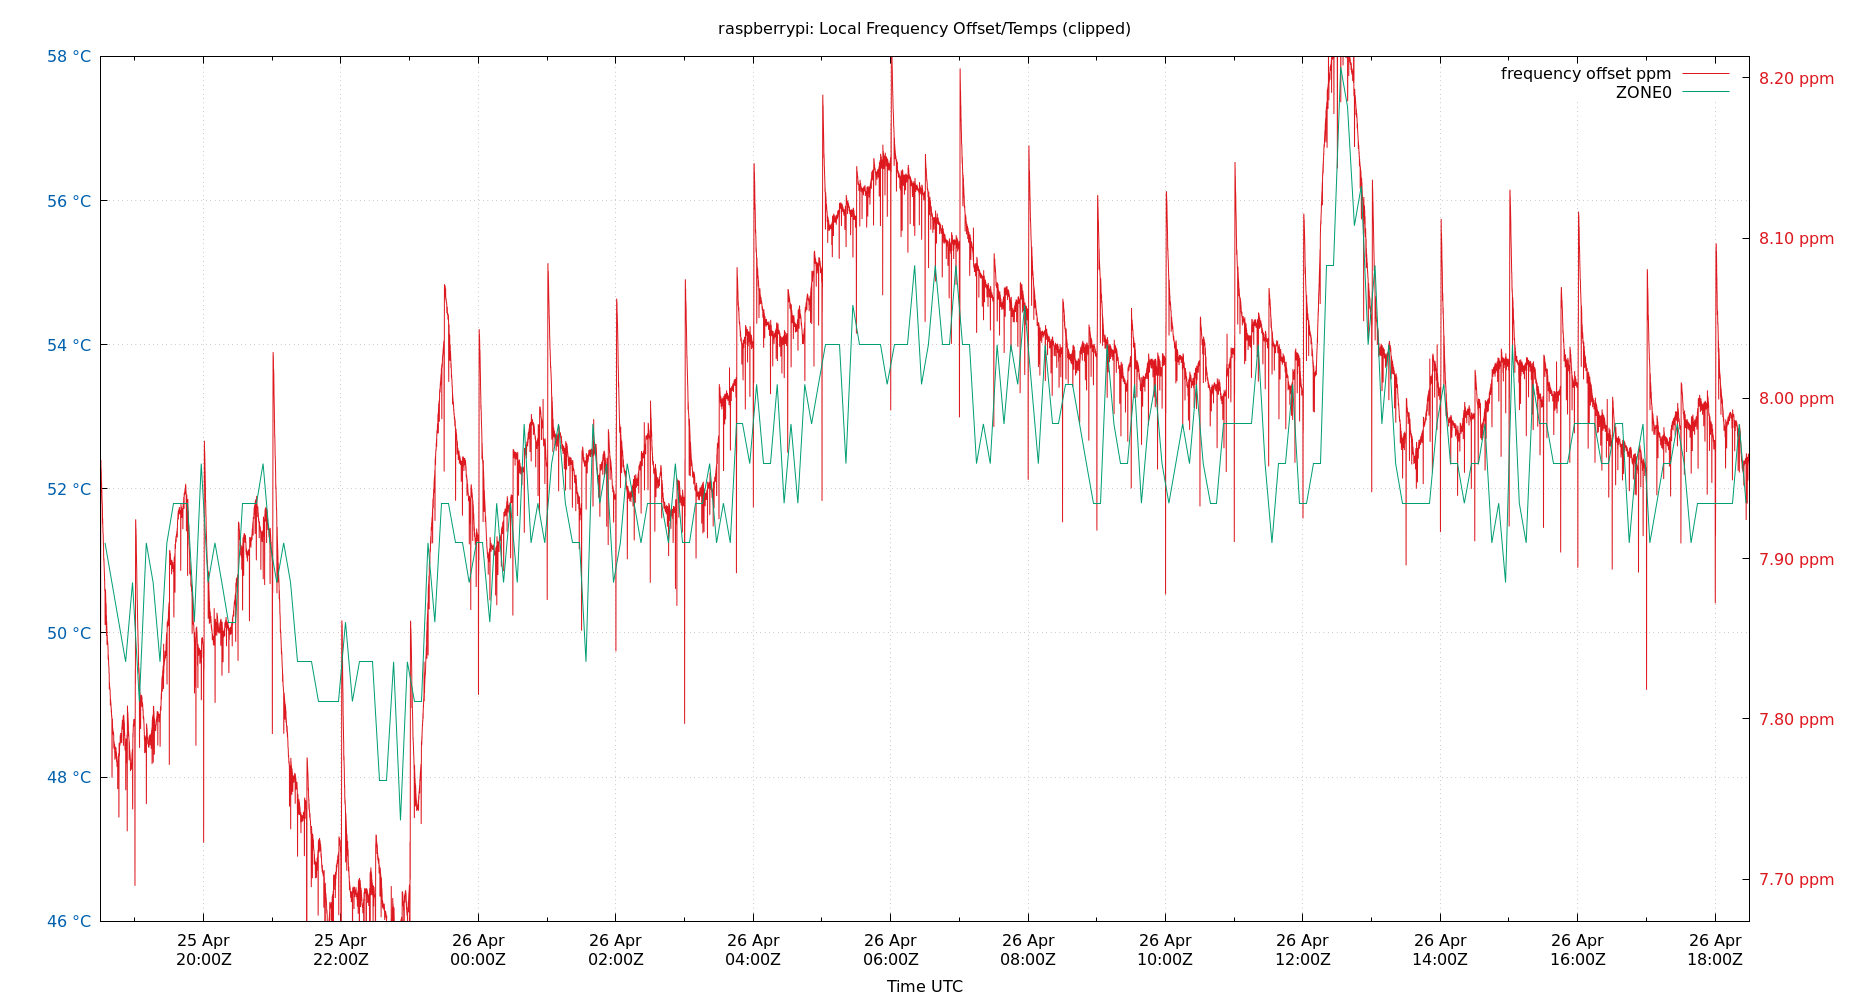 raspberrypi: Local Frequency Offset/Temps (clipped)
58 °C
56 °C
54 °C
52 °C
50 °C
48 °C
46 °C
frequency offset ppm
ZONE0
8.20 ppm
8.10 ppm
8.00 ppm
7.90 ppm
7.80 ppm
7.70 ppm
25 Apr
20:00Z
25 Apr
22:00Z
26 Apr
00:00Z
26 Apr
02:00Z
26 Apr
04:00Z
26 Apr
06:00Z
26 Apr
08:00Z
26 Apr
10:00Z
26 Apr
12:00Z
26 Apr
14:00Z
26 Apr
16:00Z
26 Apr
18:00Z
Time UTC